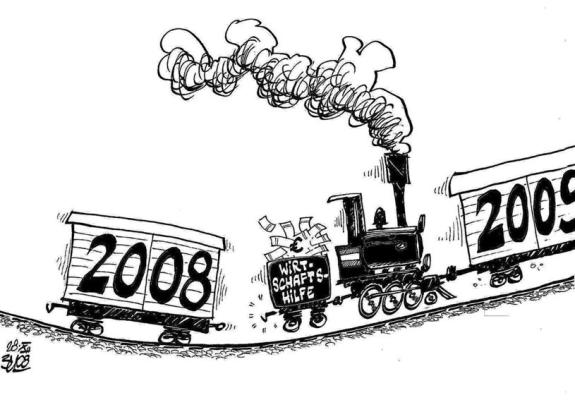 2008
€
WIRT-
SCHAFTS-
HILFE
2009